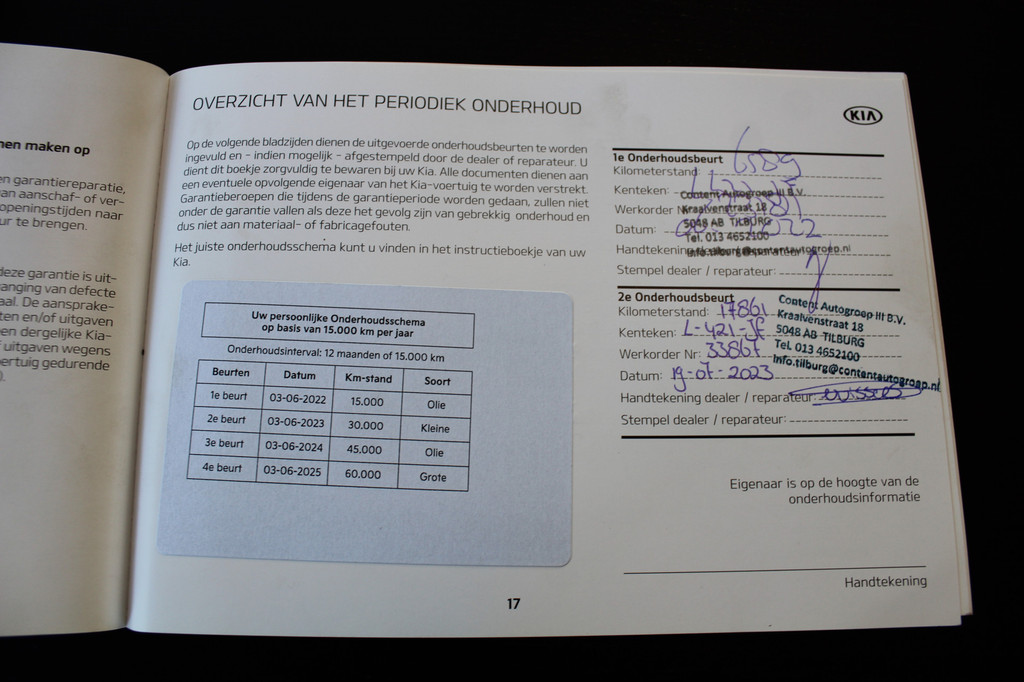 nen maken op
en garantiereparatie,
an aanschaf- of ver-
openingstijden naar
ur te brengen.
deze garantie is uit-
anging van defecte
aal. De aansprake-
ten en/of uitgaven
en dergelijke Kia-
uitgaven wegens
ertuig gedurende
).
OVERZICHT VAN HET PERIODIEK ONDERHOUD
Op de volgende bladzijden dienen de uitgevoerde onderhoudsbeurten te worden
ingevuld en - indien mogelijk - afgestempeld door de dealer of reparateur. U
dient dit boekje zorgvuldig te bewaren bij uw Kia. Alle documenten dienen aan
een eventuele opvolgende eigenaar van het Kia-voertuig te worden verstrekt.
Garantieberoepen die tijdens de garantieperiode worden gedaan, zullen niet
onder de garantie vallen als deze het gevolg zijn van gebrekkig onderhoud en
dus niet aan materiaal- of fabricagefouten.
Het juiste onderhoudsschema kunt u vinden in het instructieboekje van uw
Kia.
Uw persoonlijke Onderhoudsschema
op basis van 15.000 km per jaar
Onderhoudsinterval: 12 maanden of 15.000 km
Beurten Datum Km-stand Soort
1e beurt 03-06-2022 15.000 Olie
2e beurt 03-06-2023 30.000 Kleine
3e beurt 03-06-2024 45.000 Olie
4e beurt 03-06-2025 60.000 Grote
KIA
1e Onderhoudsbeurt
Kilometerstand: 6589
Kenteken:
Werkorder
Datum:
Handtekening
Stempel dealer / reparateur:
Content Autogroep III B.V.
Kraaivenstraat 18
5048 AB TILBURG
Tel. 013 4652100
Info.tilburg@contentautogroep.nl
2e Onderhoudsbeurt
Kilometerstand: 17861
Kenteken: L-421-JF
Werkorder Nr: 33867
Datum: 19-07-2023
Handtekening dealer / reparateur:
Stempel dealer / reparateur:
Content Autogroep III B.V.
Kraaivenstraat 18
5048 AB TILBURG
Tel. 013 4652100
Info.tilburg@contentautogroep.nl
Eigenaar is op de hoogte van de
onderhoudsinformatie
Handtekening
17